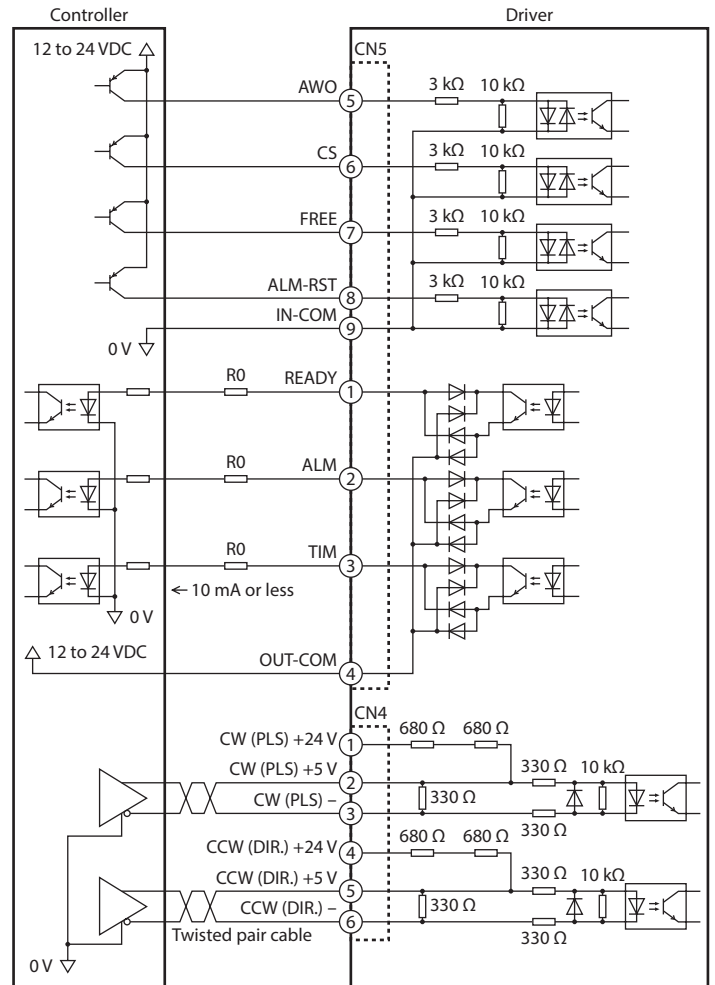 Controller
Driver
12 to 24 VDC
CN5
AWO
5
3 kΩ
10 kΩ
CS
6
3 kΩ
10 kΩ
FREE
7
3 kΩ
10 kΩ
ALM-RST
8
3 kΩ
10 kΩ
IN-COM
9
0 V
R0
READY
1
R0
ALM
2
R0
TIM
3
10 mA or less
0 V
12 to 24 VDC
OUT-COM
4
CN4
CW (PLS) +24 V
1
680 Ω
680 Ω
CW (PLS) +5 V
2
330 Ω
10 kΩ
CW (PLS) –
3
330 Ω
330 Ω
CCW (DIR.) +24 V
4
680 Ω
680 Ω
CCW (DIR.) +5 V
5
330 Ω
10 kΩ
CCW (DIR.) –
6
330 Ω
330 Ω
Twisted pair cable
0 V